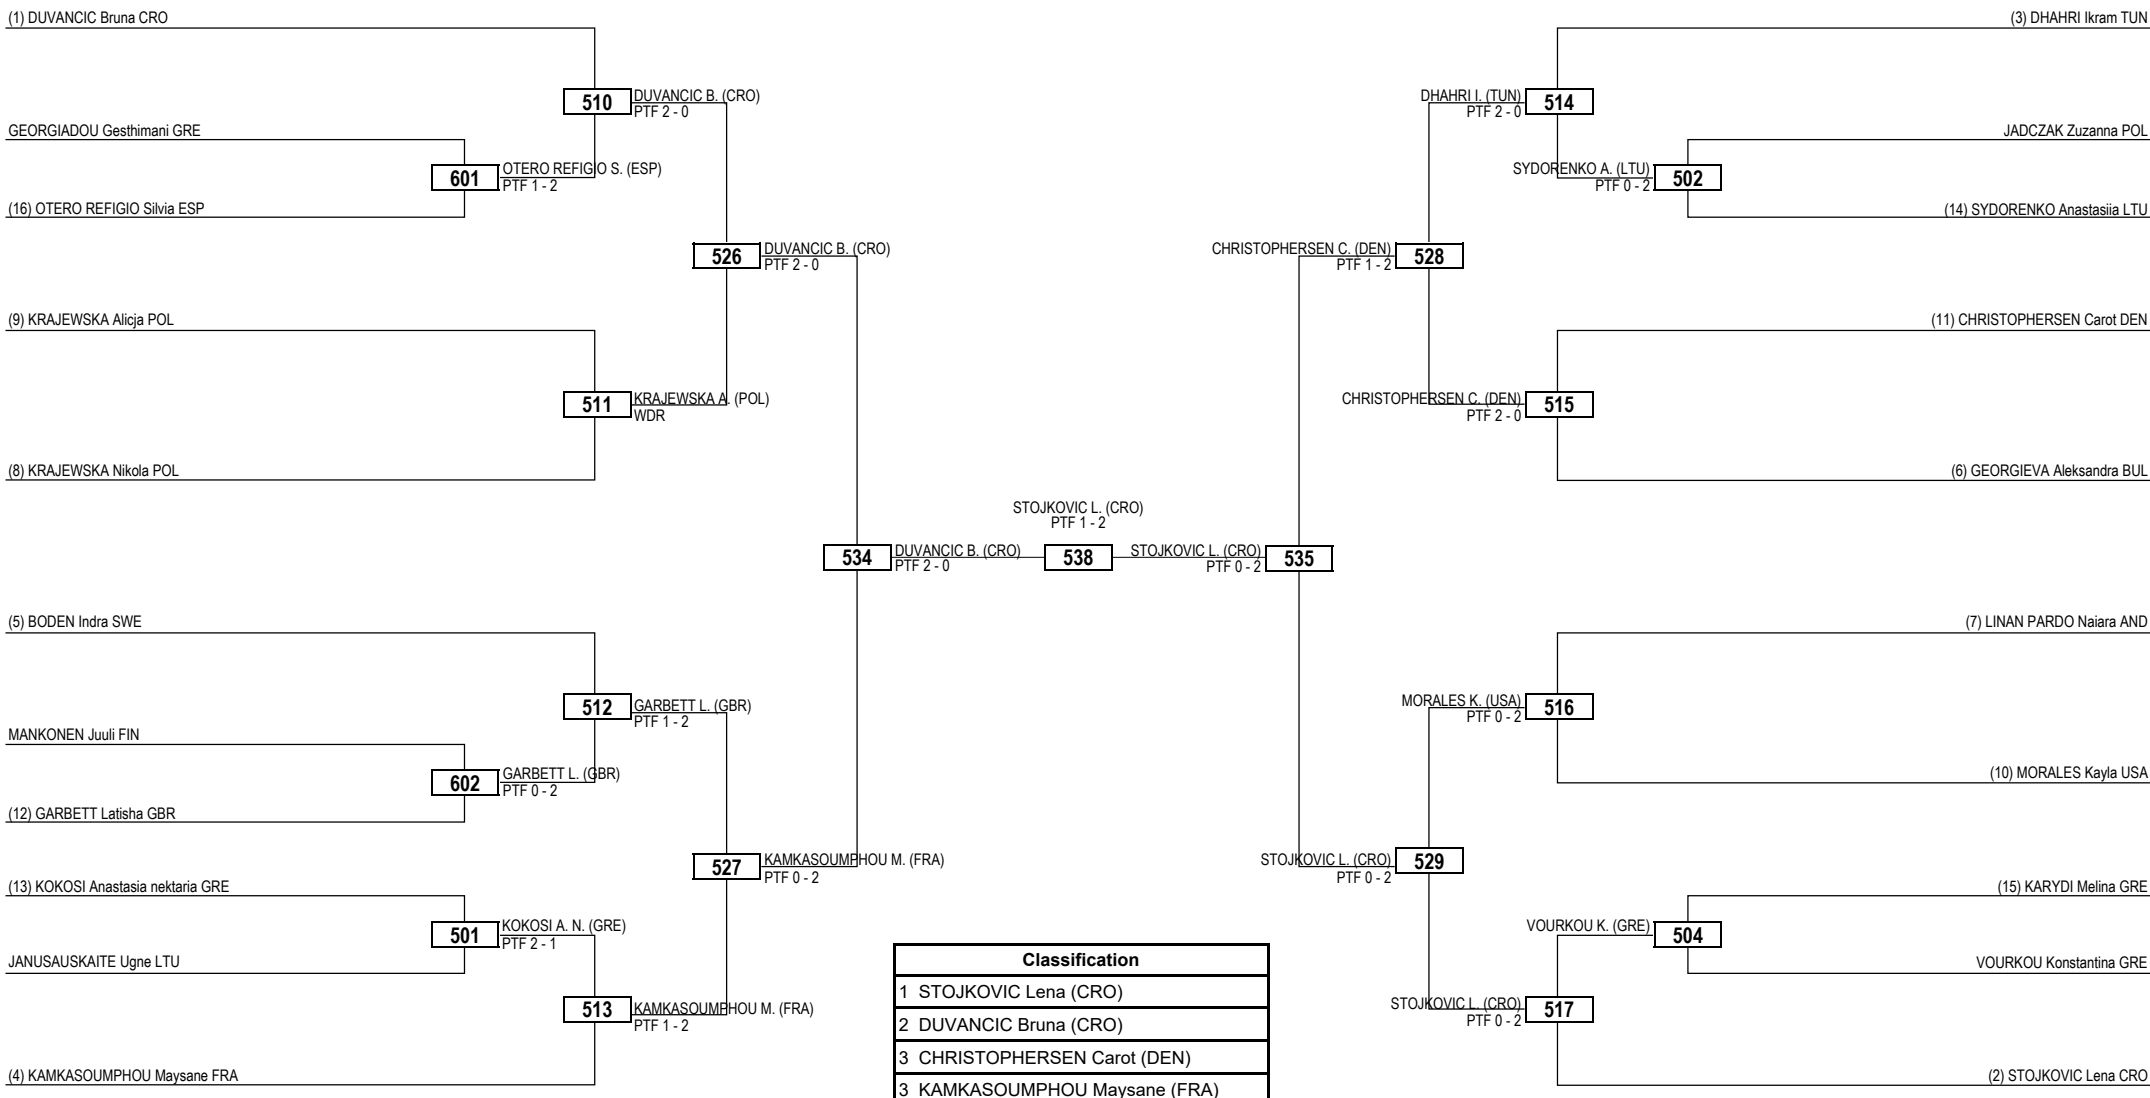 (1) DUVANCIC Bruna CRO
(3) DHAHRI Ikram TUN
510
DUVANCIC B. (CRO)
PTF 2 - 0
DHAHRI I. (TUN)
PTF 2 - 0
514
GEORGIADOU Gesthimani GRE
JADCZAK Zuzanna POL
601
OTERO REFIGIO S. (ESP)
PTF 1 - 2
SYDORENKO A. (LTU)
PTF 0 - 2
502
(16) OTERO REFIGIO Silvia ESP
(14) SYDORENKO Anastasiia LTU
526
DUVANCIC B. (CRO)
PTF 2 - 0
CHRISTOPHERSEN C. (DEN)
PTF 1 - 2
528
(9) KRAJEWSKA Alicja POL
(11) CHRISTOPHERSEN Carot DEN
511
KRAJEWSKA A. (POL)
WDR
CHRISTOPHERSEN C. (DEN)
PTF 2 - 0
515
(8) KRAJEWSKA Nikola POL
(6) GEORGIEVA Aleksandra BUL
STOJKOVIC L. (CRO)
PTF 1 - 2
534
DUVANCIC B. (CRO)
PTF 2 - 0
538
STOJKOVIC L. (CRO)
PTF 0 - 2
535
(5) BODEN Indra SWE
(7) LINAN PARDO Naiara AND
512
GARBETT L. (GBR)
PTF 1 - 2
MORALES K. (USA)
PTF 0 - 2
516
MANKONEN Juuli FIN
602
GARBETT L. (GBR)
PTF 0 - 2
(10) MORALES Kayla USA
(12) GARBETT Latisha GBR
527
KAMKASOUMPHOU M. (FRA)
PTF 0 - 2
STOJKOVIC L. (CRO)
PTF 0 - 2
529
(13) KOKOSI Anastasia nektaria GRE
(15) KARYDI Melina GRE
501
KOKOSI A. N. (GRE)
PTF 2 - 1
VOURKOU K. (GRE)
504
JANUSAUSKAITE Ugne LTU
VOURKOU Konstantina GRE
513
KAMKASOUMPHOU M. (FRA)
PTF 1 - 2
STOJKOVIC L. (CRO)
PTF 0 - 2
517
(4) KAMKASOUMPHOU Maysane FRA
(2) STOJKOVIC Lena CRO
Classification
1 STOJKOVIC Lena (CRO)
2 DUVANCIC Bruna (CRO)
3 CHRISTOPHERSEN Carot (DEN)
3 KAMKASOUMPHOU Maysane (FRA)